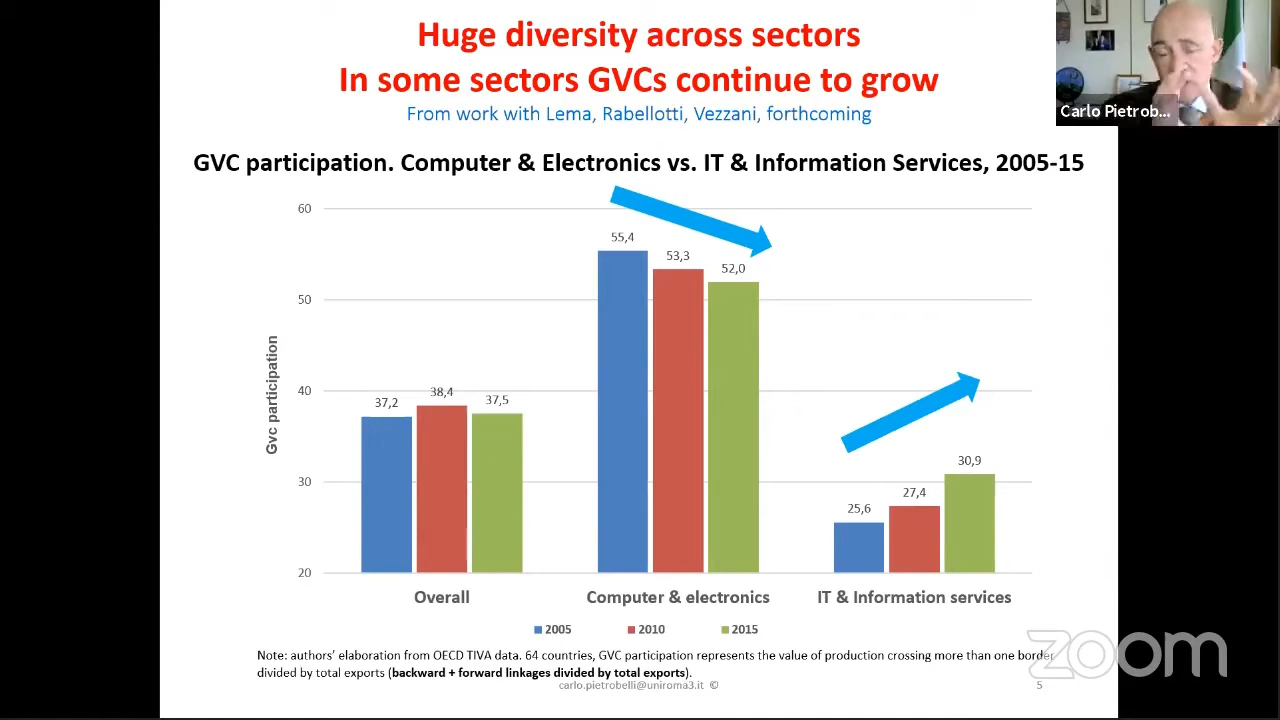 Huge diversity across sectors
In some sectors GVCs continue to grow
From work with Lema, Rabellotti, Vezzani, forthcoming
Carlo Pietrob...
GVC participation. Computer & Electronics vs. IT & Information Services, 2005-15
Gvc participation
60
50
40
30
20
37,2
38,4
37,5
55,4
53,3
52,0
25,6
27,4
30,9
Overall
Computer & electronics
IT & Information services
2005
2010
2015
Note: authors' elaboration from OECD TIVA data. 64 countries, GVC participation represents the value of production crossing more than one border
divided by total exports (backward + forward linkages divided by total exports).
carlo.pietrobelli@uniroma3.it ©
5
zoom